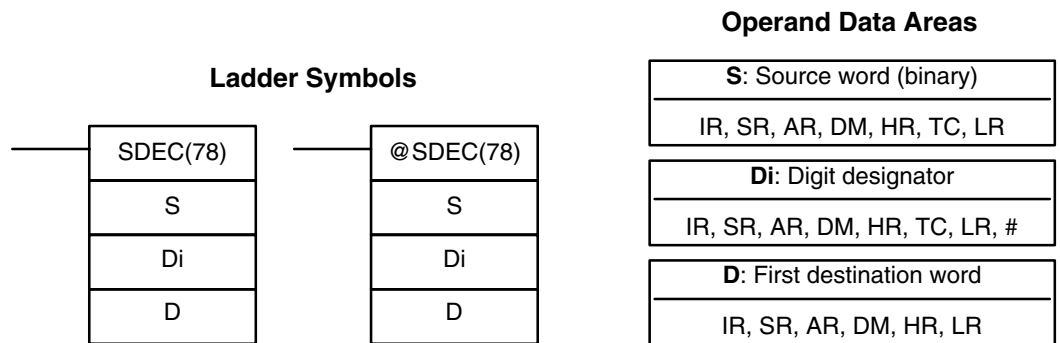 Ladder Symbols
SDEC(78)
S
Di
D
@SDEC(78)
S
Di
D
Operand Data Areas
S: Source word (binary)
IR, SR, AR, DM, HR, TC, LR
Di: Digit designator
IR, SR, AR, DM, HR, TC, LR, #
D: First destination word
IR, SR, AR, DM, HR, LR